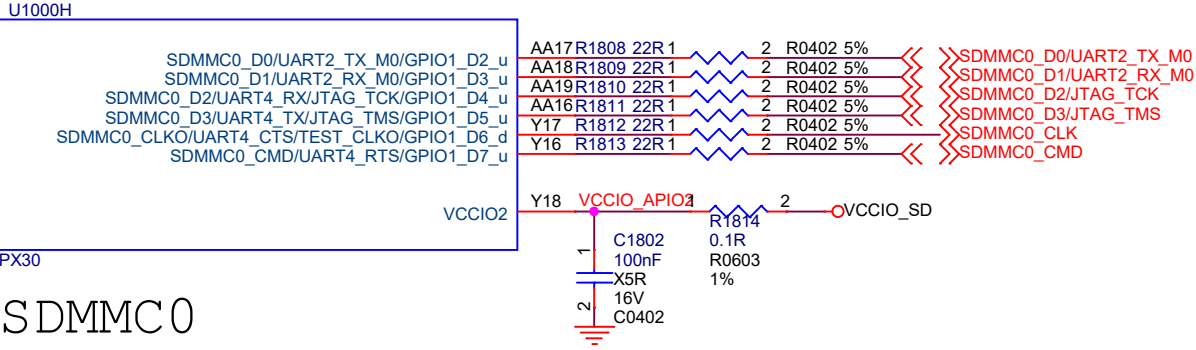 U1000H
SDMMC0_D0/UART2_TX_M0/GPIO1_D2_u AA17 R1808 22R 1 2 R0402 5% SDMMC0_D0/UART2_TX_M0
SDMMC0_D1/UART2_RX_M0/GPIO1_D3_u AA18 R1809 22R 1 2 R0402 5% SDMMC0_D1/UART2_RX_M0
SDMMC0_D2/UART4_RX/JTAG_TCK/GPIO1_D4_u AA19 R1810 22R 1 2 R0402 5% SDMMC0_D2/JTAG_TCK
SDMMC0_D3/UART4_TX/JTAG_TMS/GPIO1_D5_u AA16 R1811 22R 1 2 R0402 5% SDMMC0_D3/JTAG_TMS
SDMMC0_CLKO/UART4_CTS/TEST_CLKO/GPIO1_D6_d Y17 R1812 22R 1 2 R0402 5% SDMMC0_CLK
SDMMC0_CMD/UART4_RTS/GPIO1_D7_u Y16 R1813 22R 1 2 R0402 5% SDMMC0_CMD
VCCIO2 Y18 VCCIO_APIO2 1 2 VCCIO_SD
R1814
0.1R
R0603
1%
1 C1802
100nF
X5R
16V
2 C0402
PX30
SDMMC0